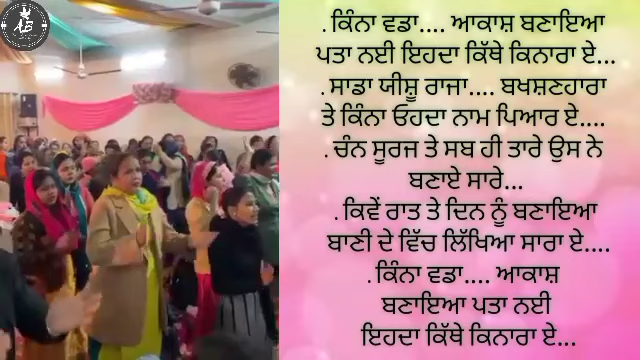 . ਕਿੰਨਾ ਵਡਾ.... ਆਕਾਸ਼ ਬਣਾਇਆ
ਪਤਾ ਨਈ ਇਹਦਾ ਕਿੱਥੇ ਕਿਨਾਰਾ ਏ...
. ਸਾਡਾ ਯੀਸ਼ੂ ਰਾਜਾ.... ਬਖਸ਼ਣਹਾਰਾ
ਤੇ ਕਿੰਨਾ ਓਹਦਾ ਨਾਮ ਪਿਆਰ ਏ....
. ਚੰਨ ਸੂਰਜ ਤੇ ਸਬ ਹੀ ਤਾਰੇ ਉਸ ਨੇ
ਬਣਾਏ ਸਾਰੇ...
. ਕਿਵੇਂ ਰਾਤ ਤੇ ਦਿਨ ਨੂੰ ਬਣਾਇਆ
ਬਾਣੀ ਦੇ ਵਿੱਚ ਲਿੱਖਿਆ ਸਾਰਾ ਏ....
. ਕਿੰਨਾ ਵਡਾ.... ਆਕਾਸ਼
ਬਣਾਇਆ ਪਤਾ ਨਈ
ਇਹਦਾ ਕਿੱਥੇ ਕਿਨਾਰਾ ਏ...